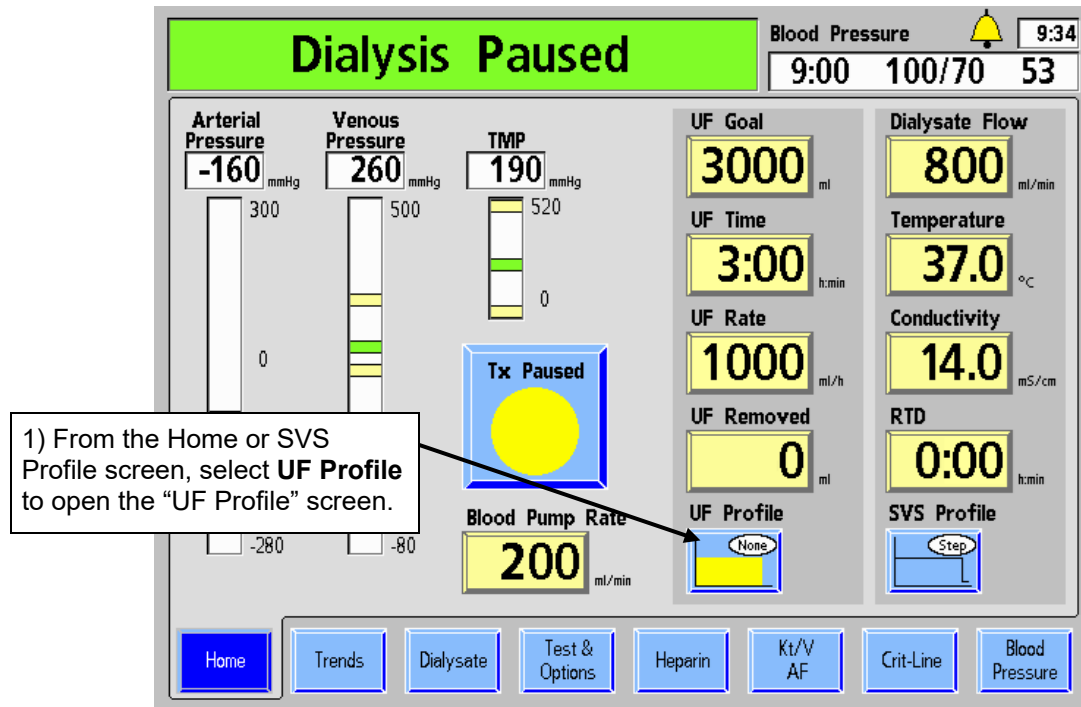 Dialysis Paused
Blood Pressure
9:34
9:00 100/70 53
Arterial
Pressure
-160 mmHg
300
0
-280
Venous
Pressure
260 mmHg
500
-80
TMP
190 mmHg
520
0
Tx Paused
Blood Pump Rate
200 ml/min
UF Goal
3000 ml
UF Time
3:00 h:min
UF Rate
1000 ml/h
UF Removed
0 ml
UF Profile
None
Dialysate Flow
800 ml/min
Temperature
37.0 °C
Conductivity
14.0 mS/cm
RTD
0:00 h:min
SVS Profile
Step
1) From the Home or SVS
Profile screen, select UF Profile
to open the “UF Profile” screen.
Home
Trends
Dialysate
Test &
Options
Heparin
Kt/V
AF
Crit-Line
Blood
Pressure